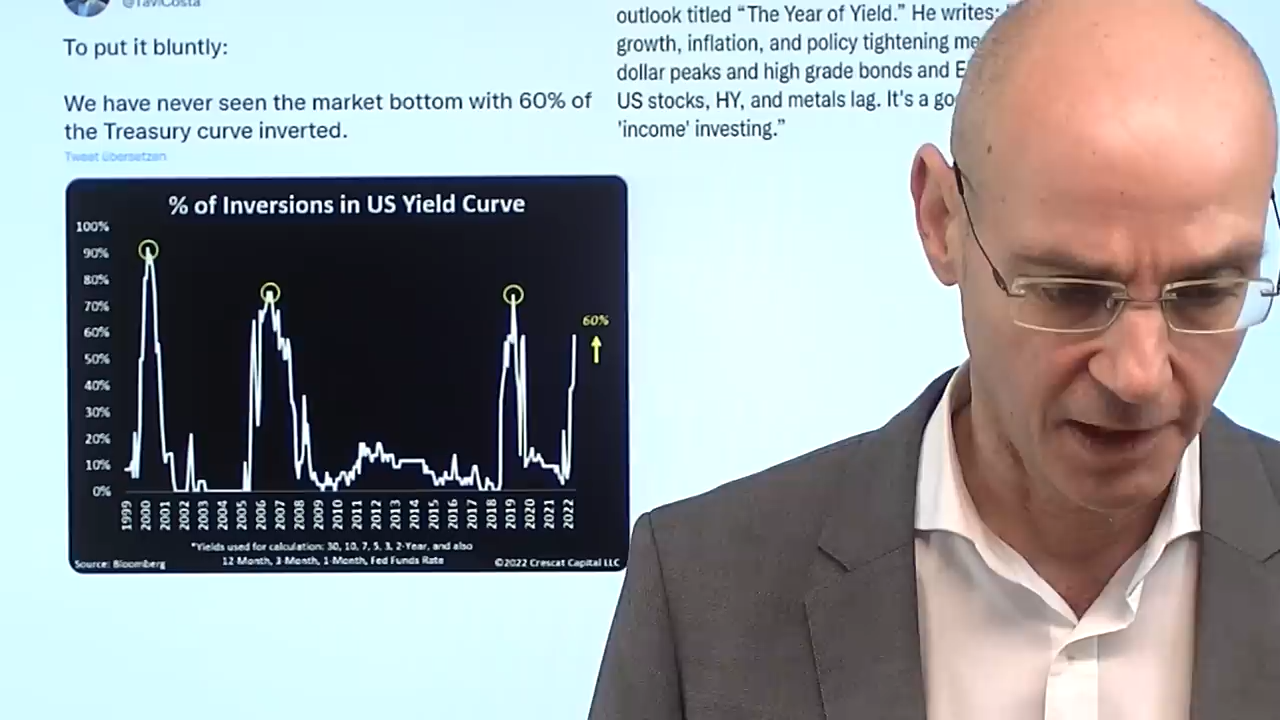 @TaviCosta
To put it bluntly:
We have never seen the market bottom with 60% of
the Treasury curve inverted.
Tweet übersetzen
% of Inversions in US Yield Curve
100%
90%
80%
70%
60%
50%
40%
30%
20%
10%
0%
60%
1999 2000 2001 2002 2003 2004 2005 2006 2007 2008 2009 2010 2011 2012 2013 2014 2015 2016 2017 2018 2019 2020 2021 2022
*Yields used for calculation: 30, 10, 7, 5, 3, 2-Year, and also
12-Month, 3-Month, 1-Month, Fed Funds Rate
Source: Bloomberg
©2022 Crescat Capital LLC
outlook titled “The Year of Yield.” He writes:
growth, inflation, and policy tightening
dollar peaks and high grade bonds and
US stocks, HY, and metals lag. It's a
'income' investing.”